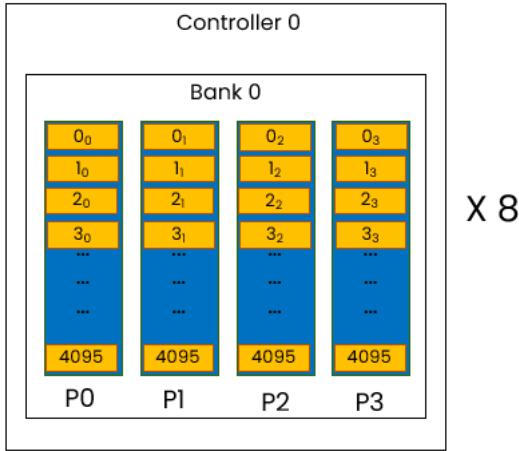 Controller 0
Bank 0
0₀ 0₁ 0₂ 0₃
1₀ 1₁ 1₂ 1₃
2₀ 2₁ 2₂ 2₃
X 8
3₀ 3₁ 3₂ 3₃
... ... ... ...
... ... ... ...
... ... ... ...
4095 4095 4095 4095
P0 P1 P2 P3